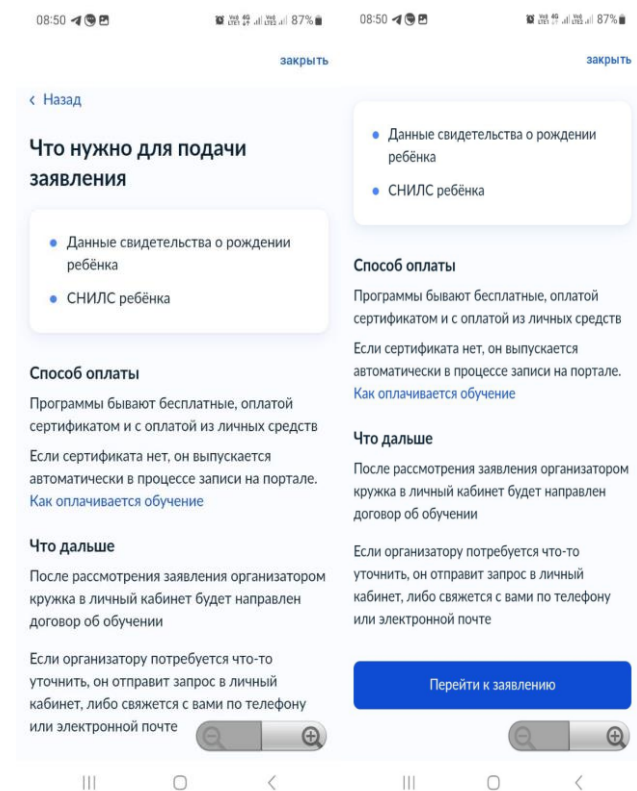 08:50
87%
закрыть
Назад
Что нужно для подачи
заявления
Данные свидетельства о рождении
ребёнка
СНИЛС ребёнка
Способ оплаты
Программы бывают бесплатные, оплатой
сертификатом и с оплатой из личных средств
Если сертификата нет, он выпускается
автоматически в процессе записи на портале.
Как оплачивается обучение
Что дальше
После рассмотрения заявления организатором
кружка в личный кабинет будет направлен
договор об обучении
Если организатору потребуется что-то
уточнить, он отправит запрос в личный
кабинет, либо свяжется с вами по телефону
или электронной почте
08:50
87%
закрыть
Данные свидетельства о рождении
ребёнка
СНИЛС ребёнка
Способ оплаты
Программы бывают бесплатные, оплатой
сертификатом и с оплатой из личных средств
Если сертификата нет, он выпускается
автоматически в процессе записи на портале.
Как оплачивается обучение
Что дальше
После рассмотрения заявления организатором
кружка в личный кабинет будет направлен
договор об обучении
Если организатору потребуется что-то
уточнить, он отправит запрос в личный
кабинет, либо свяжется с вами по телефону
или электронной почте
Перейти к заявлению